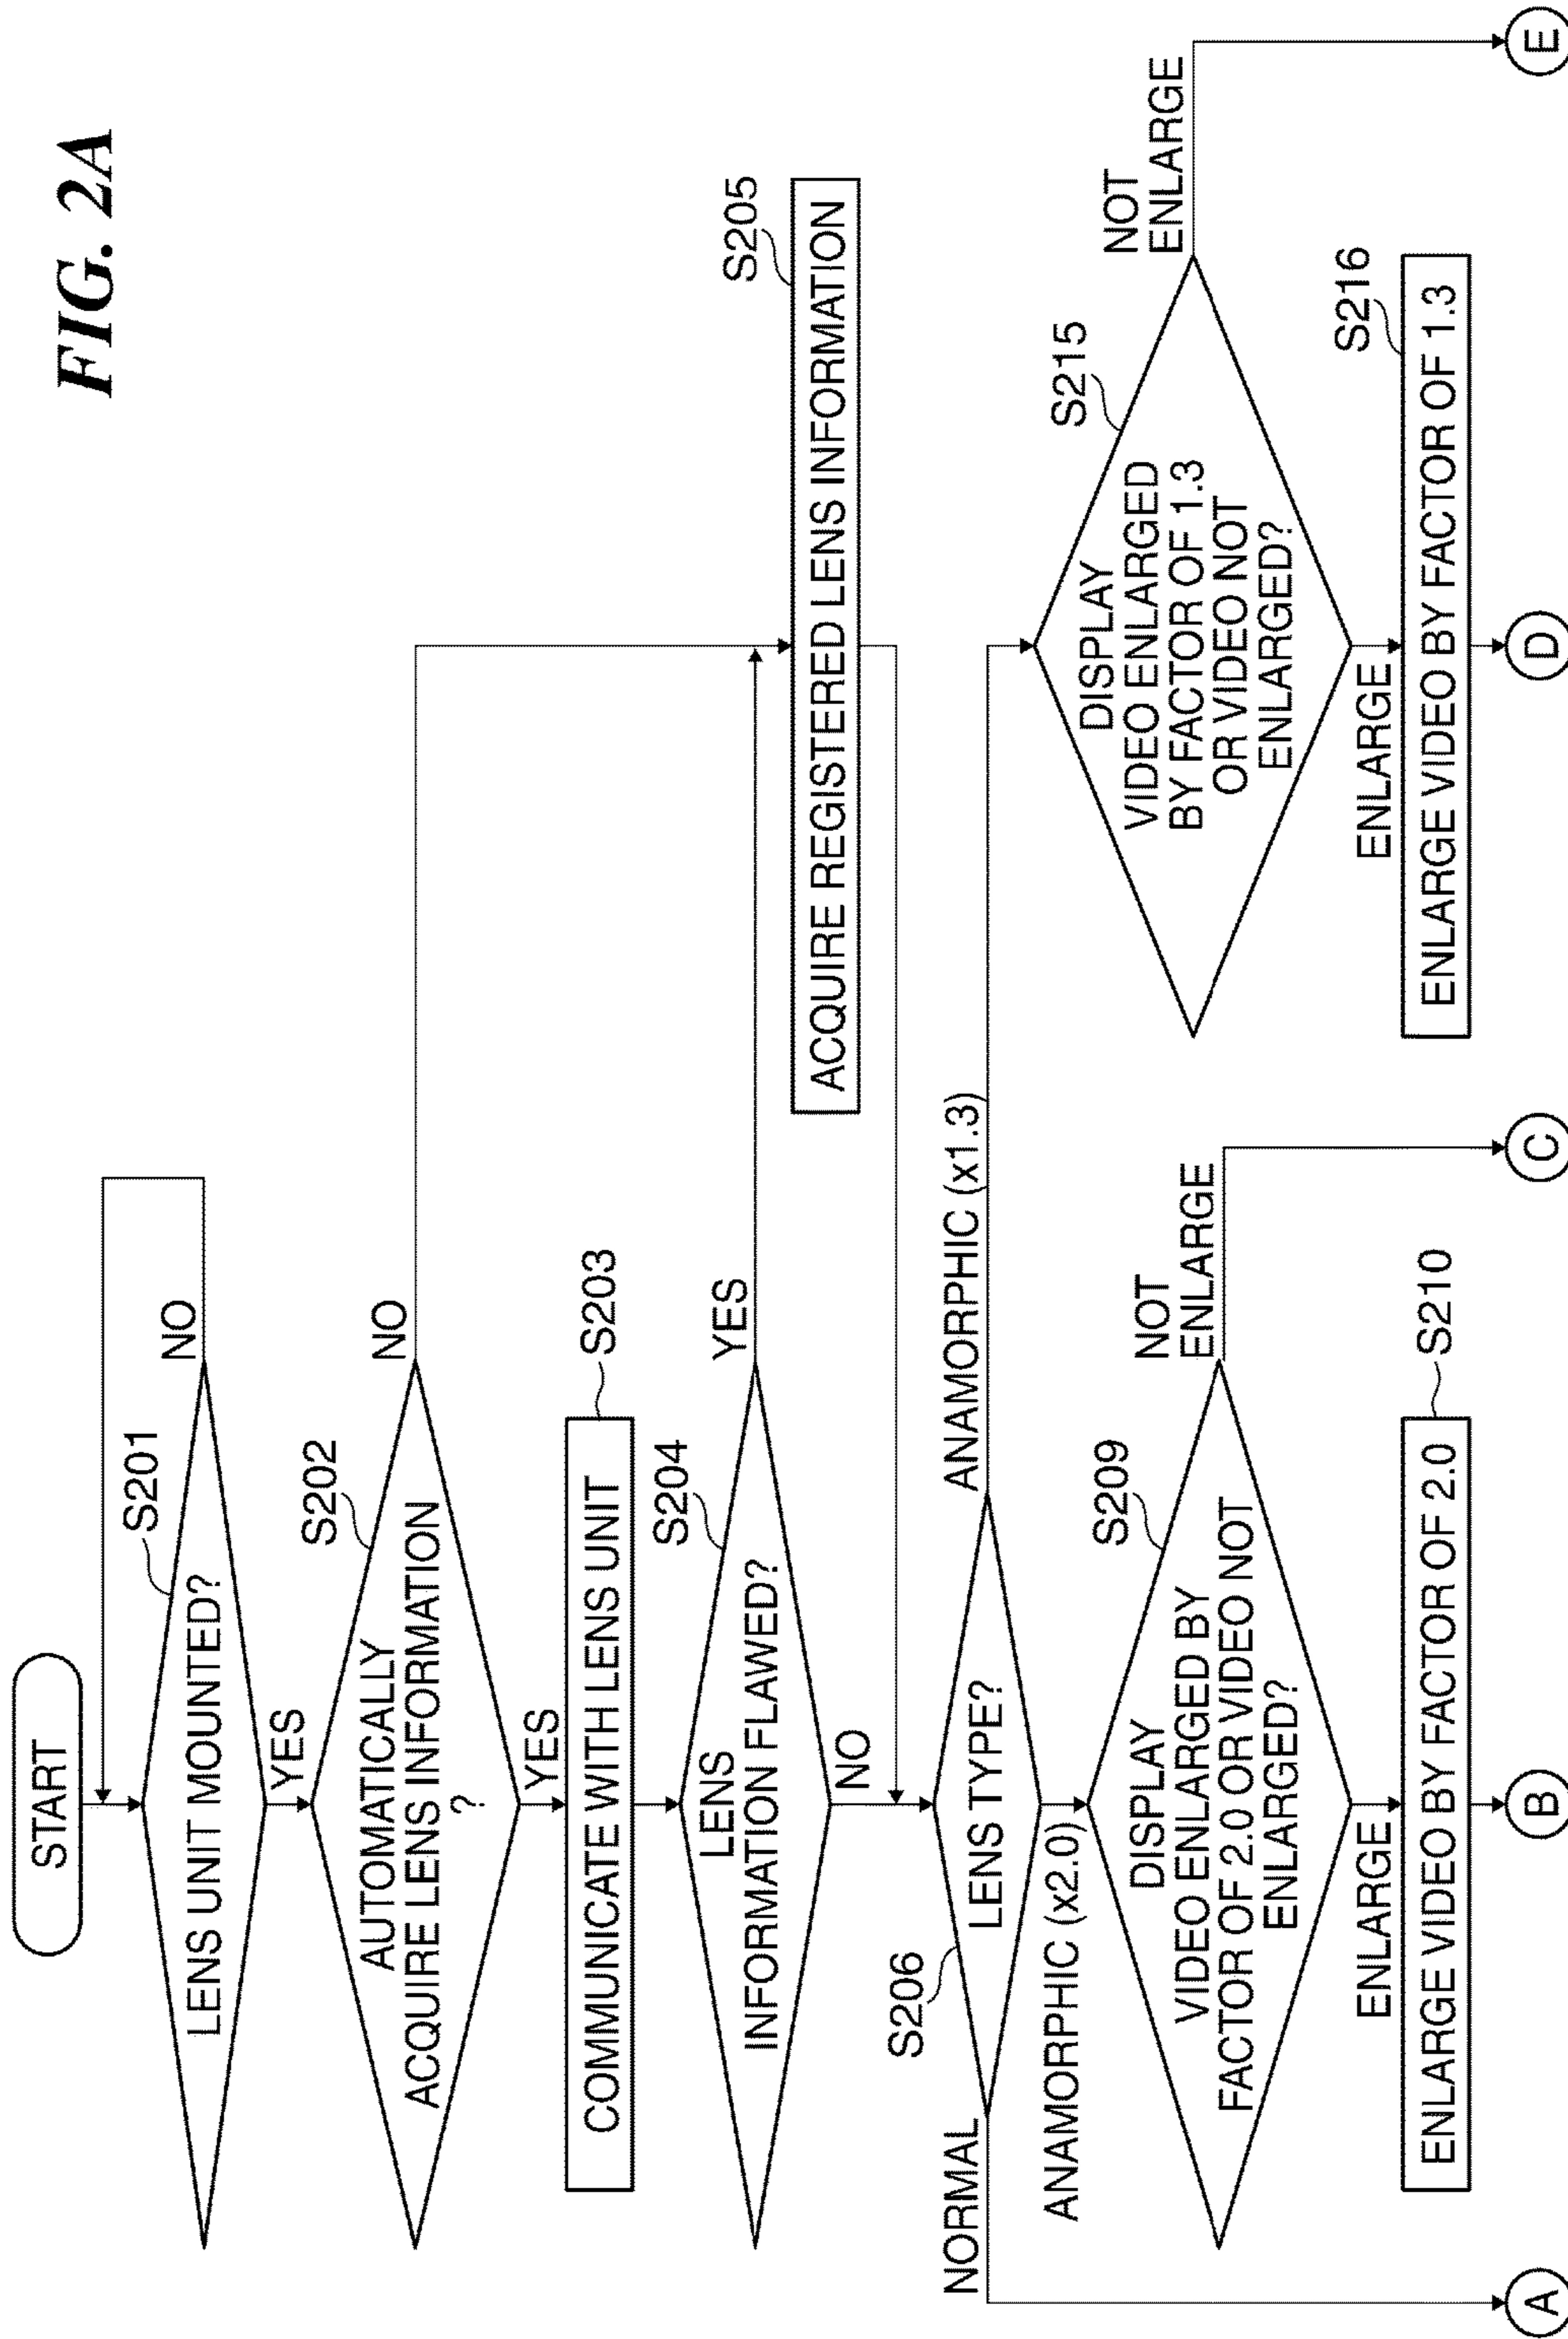 FIG. 2A
START
S201
LENS UNIT MOUNTED?
NO
YES
S202
AUTOMATICALLY
ACQUIRE LENS INFORMATION
?
NO
YES
S203
COMMUNICATE WITH LENS UNIT
S204
LENS
INFORMATION FLAWED?
YES
NO
S205
ACQUIRE REGISTERED LENS INFORMATION
S206
LENS TYPE?
NORMAL
ANAMORPHIC (x2.0)
ANAMORPHIC (x1.3)
S209
DISPLAY
VIDEO ENLARGED BY
FACTOR OF 2.0 OR VIDEO NOT
ENLARGED?
NOT
ENLARGE
ENLARGE
S210
ENLARGE VIDEO BY FACTOR OF 2.0
S215
DISPLAY
VIDEO ENLARGED
BY FACTOR OF 1.3
OR VIDEO NOT
ENLARGED?
NOT
ENLARGE
ENLARGE
S216
ENLARGE VIDEO BY FACTOR OF 1.3
A
B
C
D
E